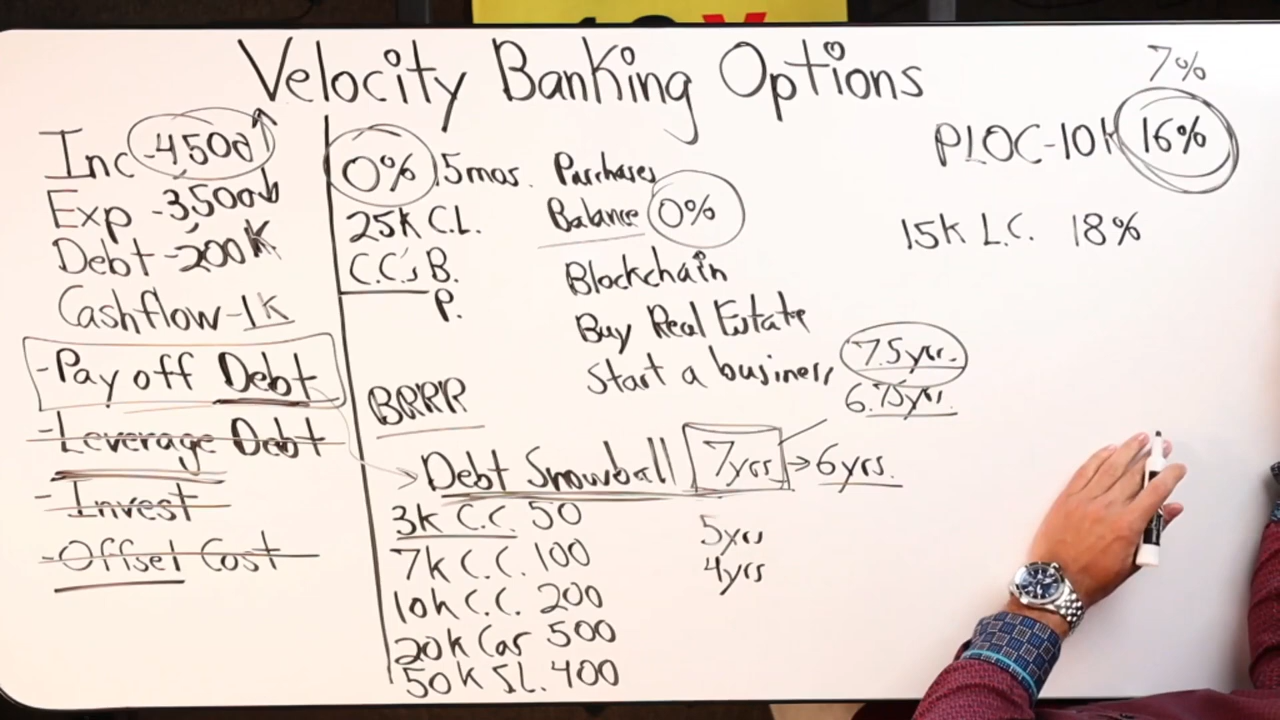 Velocity Banking Options
Inc -4500
Exp -3,500
Debt -200K
Cashflow -1K
-Pay off Debt
-Leverage Debt
-Invest
-Offset Cost
0% 15mos. Purchases
25K C.L. Balance 0%
C.C.'s B. Blockchain
P. Buy Real Estate
Start a business
BRRR
Debt Snowball 7yrs → 6yrs.
7.5yrs.
6.75yr.
3k C.C. 50
7k C.C. 100
10k C.C. 200
20k Car 500
50k SL. 400
5yrs
4yrs
7%
PLOC-10K 16%
15K L.C. 18%